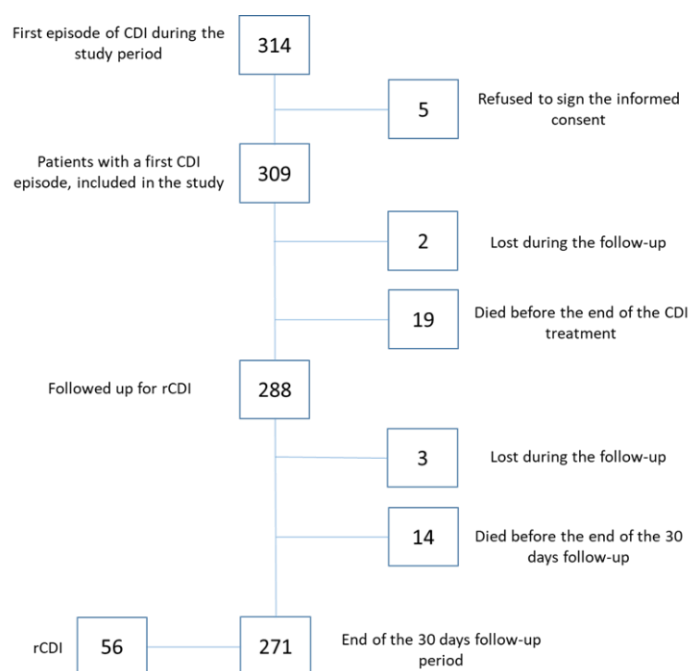 First episode of CDI during the
study period
314
5
Refused to sign the informed
consent
Patients with a first CDI
episode, included in the study
309
2
Lost during the follow-up
19
Died before the end of the CDI
treatment
Followed up for rCDI
288
3
Lost during the follow-up
14
Died before the end of the 30
days follow-up
rCDI
56
271
End of the 30 days follow-up
period